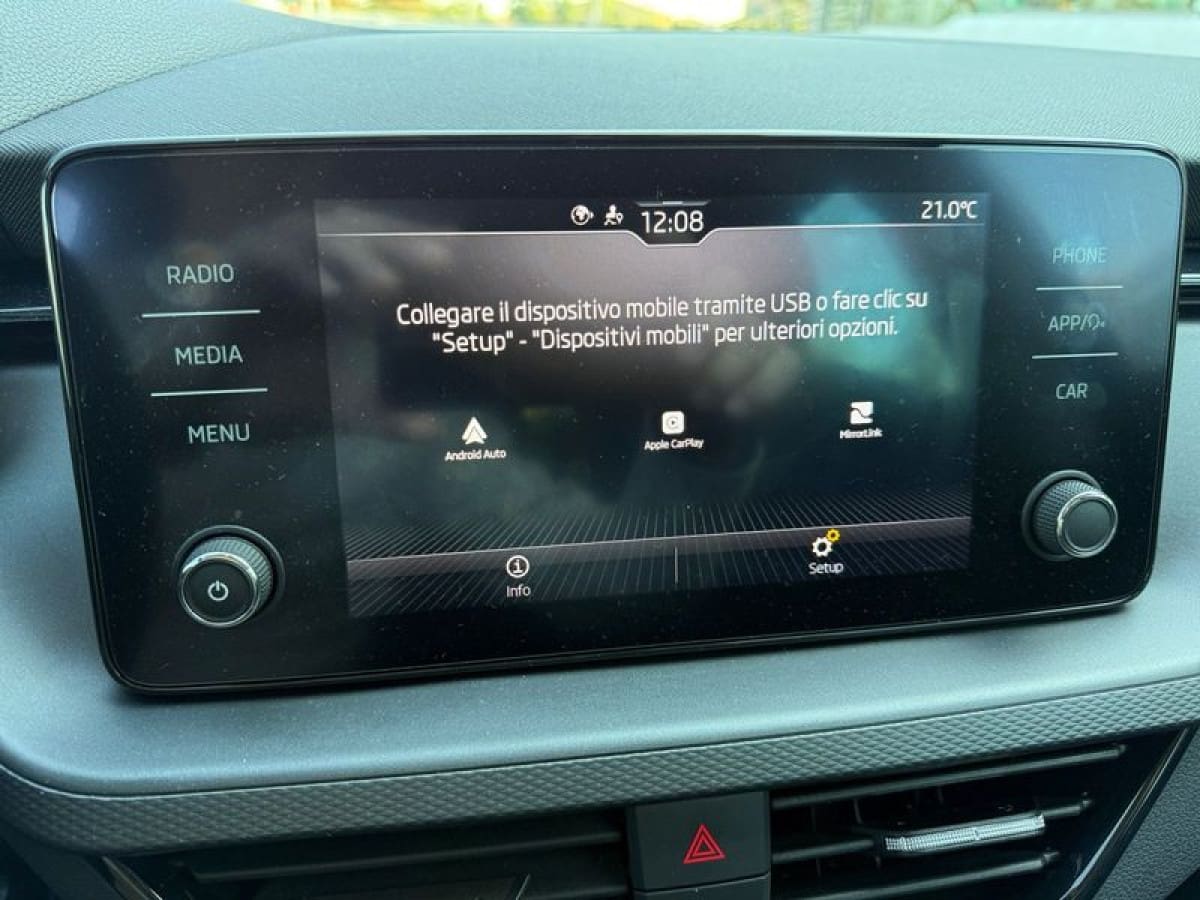 12:08
21.0°C
RADIO
MEDIA
MENU
Collegare il dispositivo mobile tramite USB o fare clic su
"Setup" - "Dispositivi mobili" per ulteriori opzioni.
Android Auto
Apple CarPlay
MirrorLink
Info
Setup
PHONE
APP/
CAR